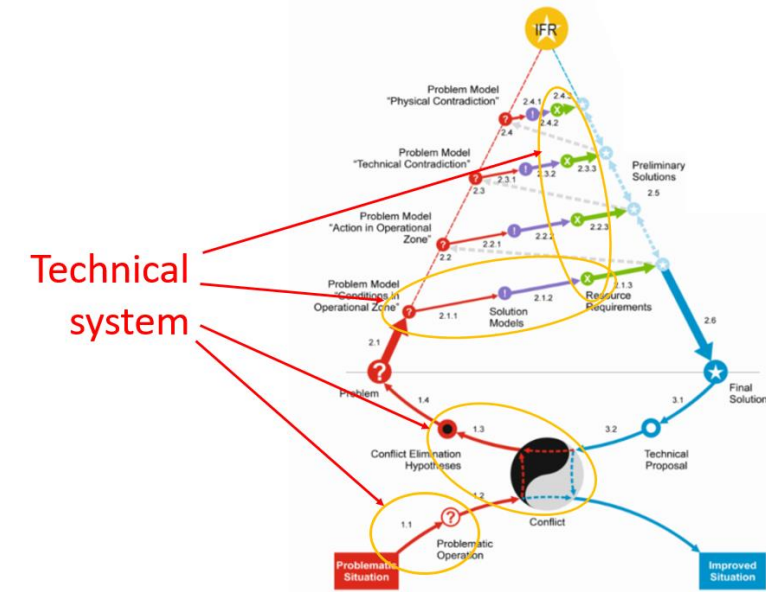 IFR
Problem Model
"Physical Contradiction"
2.4.1
2.4.3
2.4.2
2.4
Problem Model
"Technical Contradiction"
2.3.1
2.3.2
2.3.3
2.3
Preliminary
Solutions
2.5
Problem Model
"Action in Operational
Zone"
2.2.1
2.2.2
2.2.3
2.2
Technical
system
Problem Model
"Conditions in
Operational Zone"
2.1.1
2.1.2
2.1.3
Solution
Models
Resource
Requirements
2.1
2.6
Problem
Final
Solution
1.4
3.1
1.3
3.2
Conflict Elimination
Hypotheses
Technical
Proposal
1.2
Conflict
1.1
Problematic
Operation
Problematic
Situation
Improved
Situation